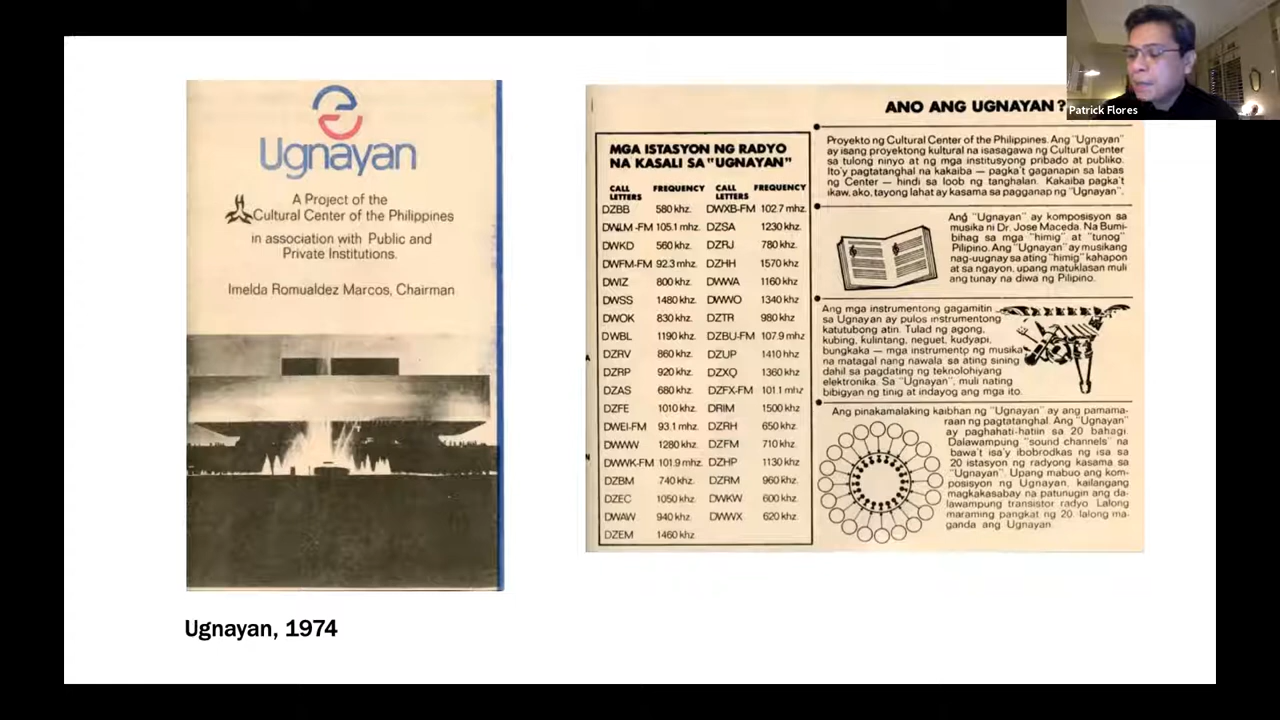 Patrick Flores
Ugnayan
A Project of the
Cultural Center of the Philippines
in association with Public and
Private Institutions.
Imelda Romualdez Marcos, Chairman
MGA ISTASYON NG RADYO
NA KASALI SA "UGNAYAN"
CALL LETTERS FREQUENCY CALL LETTERS FREQUENCY
DZBB 580 khz. DWXB-FM 102.7 mhz.
DWLM-FM 105.1 mhz. DZSA 1230 khz.
DWKD 560 khz. DZRJ 780 khz.
DWFM-FM 92.3 mhz. DZHH 1570 khz
DWIZ 800 khz. DWWA 1160 khz.
DWSS 1480 khz. DWWO 1340 khz.
DWOK 830 khz. DZTR 980 khz.
DWBL 1190 khz. DZBU-FM 107.9 mhz
DZRV 860 khz. DZUP 1410 hhz
DZRP 920 khz. DZXQ 1360 khz.
DZAS 680 khz. DZFX-FM 101.1 mhz
DZFE 1010 khz. DRIM 1500 khz
DWEI-FM 93.1 mhz. DZRH 650 khz.
DWWW 1280 khz. DZFM 710 khz.
DWWK-FM 101.9 mhz. DZHP 1130 khz.
DZBM 740 khz. DZRM 960 khz.
DZEC 1050 khz. DWKW 600 khz.
DWAW 940 khz. DWWX 620 khz.
DZEM 1460 khz
ANO ANG UGNAYAN?
Proyekto ng Cultural Center of the Philippines. Ang "Ugnayan"
ay isang proyektong kultural na isasagawa ng Cultural Center
sa tulong ninyo at ng mga institusyong pribado at publiko.
Ito'y pagtatanghal na kakaiba — pagka't gaganapin sa labas
ng Center — hindi sa loob ng tanghalan. Kakaiba pagka't
ikaw, ako, tayong lahat ay kasama sa pagganap ng "Ugnayan".
Ang "Ugnayan" ay komposisyon sa
musika ni Dr. Jose Maceda. Na Bumi-
bihag sa mga "himig" at "tunog"
Pilipino. Ang "Ugnayan" ay musikang
nag-uugnay sa ating "himig" kahapon
at sa ngayon, upang matuklasan muli
ang tunay na diwa ng Pilipino.
Ang mga instrumentong gagamitin
sa Ugnayan ay pulos instrumentong
katutubong atin. Tulad ng agong,
kubing, kulintang, neguet, kudyapi,
bungkaka — mga instrumento ng musika
na matagal nang nawala sa ating sining
dahil sa pagdating ng teknolohiyang
elektronika. Sa "Ugnayan", muli nating
bibigyan ng tinig at indayog ang mga ito.
Ang pinakamalaking kaibhan ng "Ugnayan" ay ang pamama-
raan ng pagtatanghal. Ang "Ugnayan"
ay paghahati-hatiin sa 20 bahagi.
Dalawampung "sound channels" na
bawa't isa'y ibobrodkas ng isa sa
20 istasyon ng radyong kasama sa
"Ugnayan". Upang mabuo ang kom-
posisyon ng Ugnayan, kailangang
magkakasabay na patunugin ang da-
lawampung transistor radyo. Lalong
maraming pangkat ng 20, lalong ma-
ganda ang Ugnayan.
Ugnayan, 1974